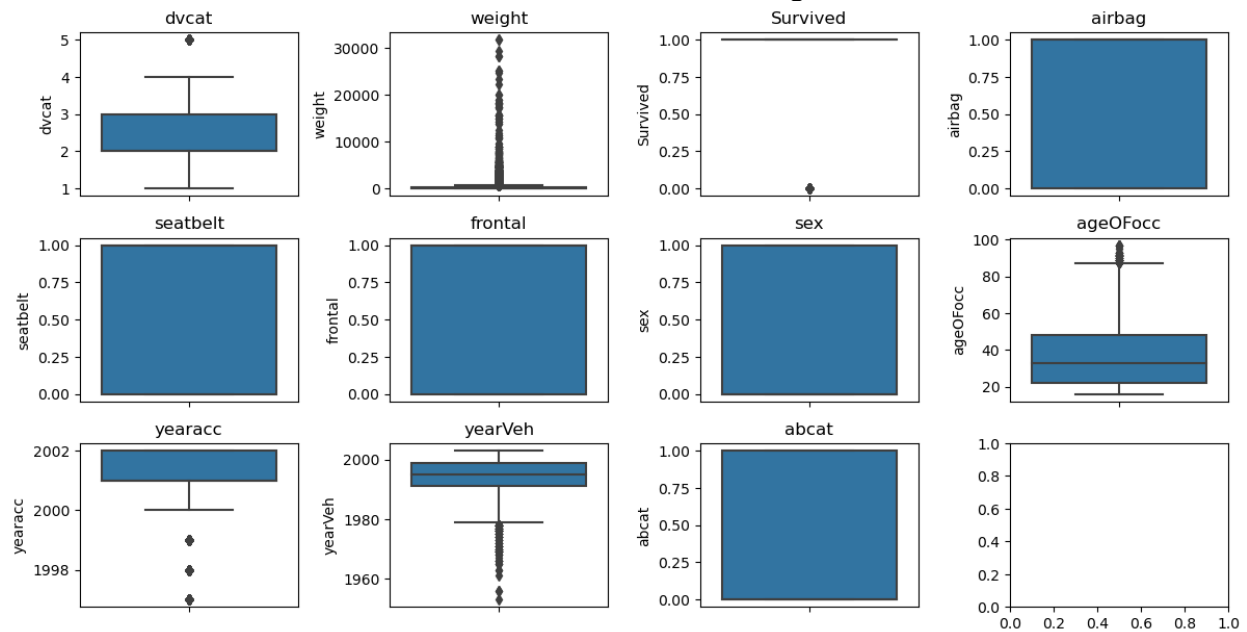 dvcat
5
4
3
2
1
dvcat
weight
30000
20000
10000
0
weight
Survived
1.00
0.75
0.50
0.25
0.00
Survived
airbag
1.00
0.75
0.50
0.25
0.00
airbag
seatbelt
1.00
0.75
0.50
0.25
0.00
seatbelt
frontal
1.00
0.75
0.50
0.25
0.00
frontal
sex
1.00
0.75
0.50
0.25
0.00
sex
ageOFocc
100
80
60
40
20
ageOFocc
yearacc
2002
2000
1998
yearacc
yearVeh
2000
1980
1960
yearVeh
abcat
1.00
0.75
0.50
0.25
0.00
abcat
1.0
0.8
0.6
0.4
0.2
0.0
0.0 0.2 0.4 0.6 0.8 1.0